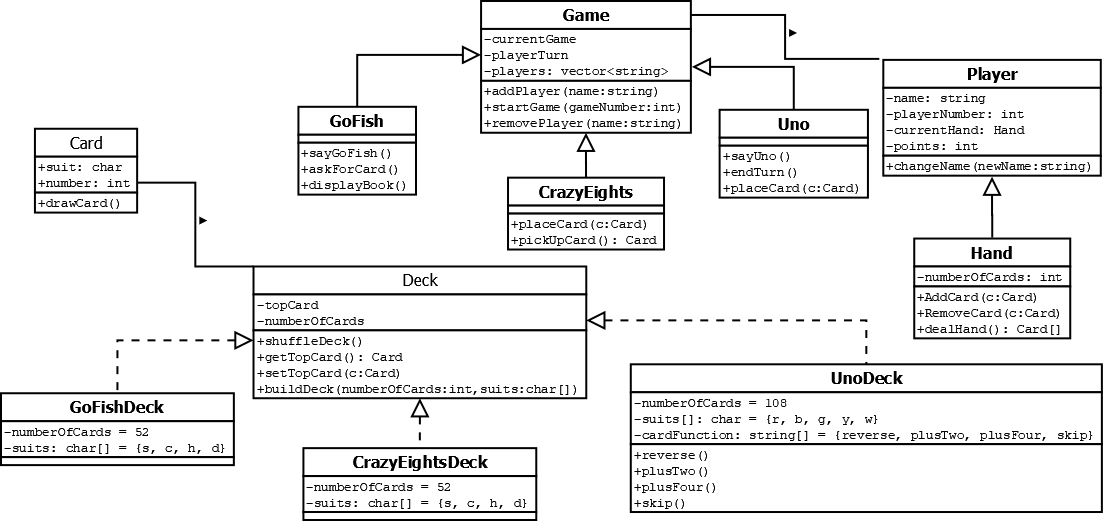 Game
-currentGame
-playerTurn
-players: vector<string>
+addPlayer(name:string)
+startGame(gameNumber:int)
+removePlayer(name:string)
Player
-name: string
-playerNumber: int
-currentHand: Hand
-points: int
+changeName(newName:string)
GoFish
+sayGoFish()
+askForCard()
+displayBook()
Uno
+sayUno()
+endTurn()
+placeCard(c:Card)
Card
+suit: char
+number: int
+drawCard()
CrazyEights
+placeCard(c:Card)
+pickUpCard(): Card
Hand
-numberOfCards: int
+AddCard(c:Card)
+RemoveCard(c:Card)
+dealHand(): Card[]
Deck
-topCard
-numberOfCards
+shuffleDeck()
+getTopCard(): Card
+setTopCard(c:Card)
+buildDeck(numberOfCards:int,suits:char[])
GoFishDeck
-numberOfCards = 52
-suits: char[] = {s, c, h, d}
CrazyEightsDeck
-numberOfCards = 52
-suits: char[] = {s, c, h, d}
UnoDeck
-numberOfCards = 108
-suits[]: char = {r, b, g, y, w}
-cardFunction: string[] = {reverse, plusTwo, plusFour, skip}
+reverse()
+plusTwo()
+plusFour()
+skip()